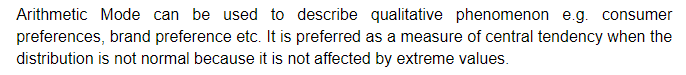 Arithmetic Mode can be used to describe qualitative phenomenon e.g. consumer
preferences, brand preference etc. It is preferred as a measure of central tendency when the
distribution is not normal because it is not affected by extreme values.